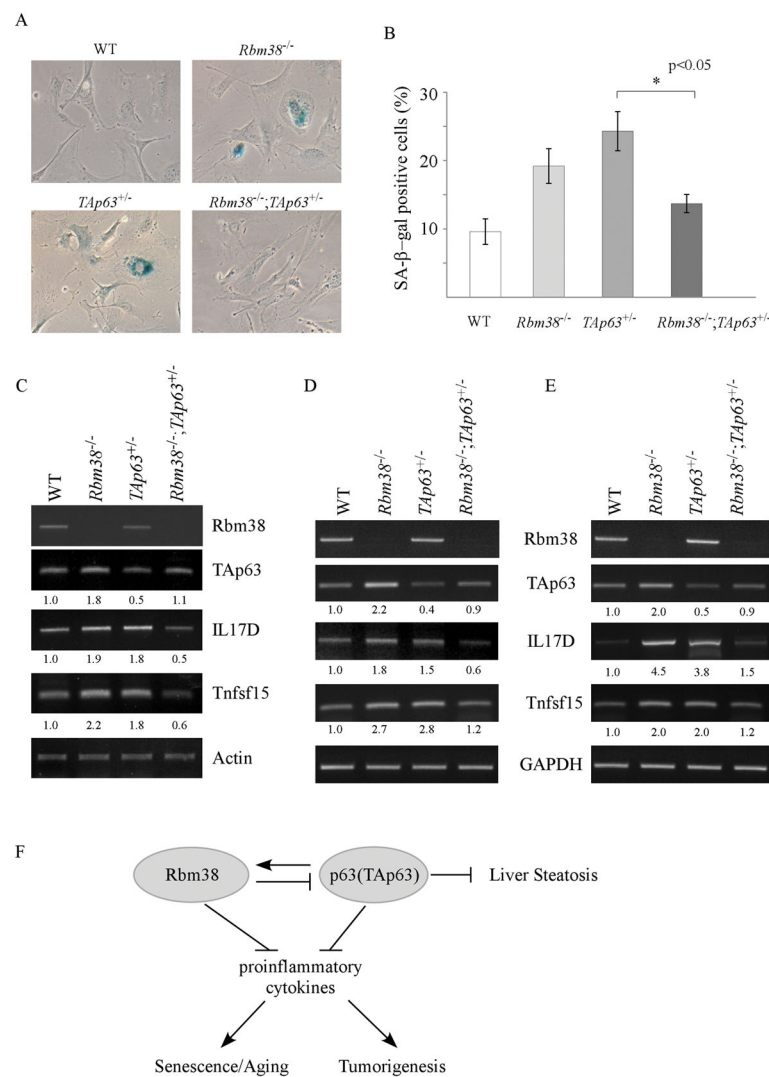 A
WT
Rbm38-/-
TAp63+/-
Rbm38-/-;TAp63+/-
B
p<0.05
*
SA-β-gal positive cells (%)
30
20
10
WT
Rbm38-/-
TAp63+/-
Rbm38-/-;TAp63+/-
C
WT
Rbm38-/-
TAp63+/-
Rbm38-/-;TAp63+/-
Rbm38
TAp63
1.0 1.8 0.5 1.1
IL17D
1.0 1.9 1.8 0.5
Tnfsf15
1.0 2.2 1.8 0.6
Actin
D
WT
Rbm38-/-
TAp63+/-
Rbm38-/-;TAp63+/-
1.0 2.2 0.4 0.9
1.0 1.8 1.5 0.6
1.0 2.7 2.8 1.2
E
WT
Rbm38-/-
TAp63+/-
Rbm38-/-;TAp63+/-
Rbm38
TAp63
1.0 2.0 0.5 0.9
IL17D
1.0 4.5 3.8 1.5
Tnfsf15
1.0 2.0 2.0 1.2
GAPDH
F
Rbm38
p63(TAp63)
Liver Steatosis
proinflammatory
cytokines
Senescence/Aging
Tumorigenesis